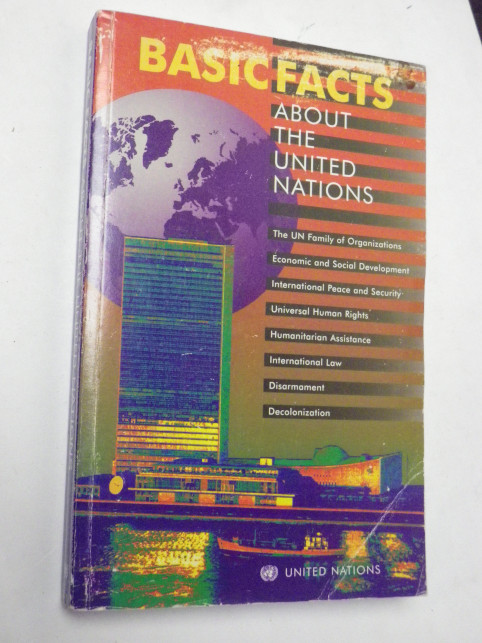 BASIC FACTS
ABOUT
THE
UNITED
NATIONS
The UN Family of Organizations
Economic and Social Development
International Peace and Security
Universal Human Rights
Humanitarian Assistance
International Law
Disarmament
Decolonization
UNITED NATIONS